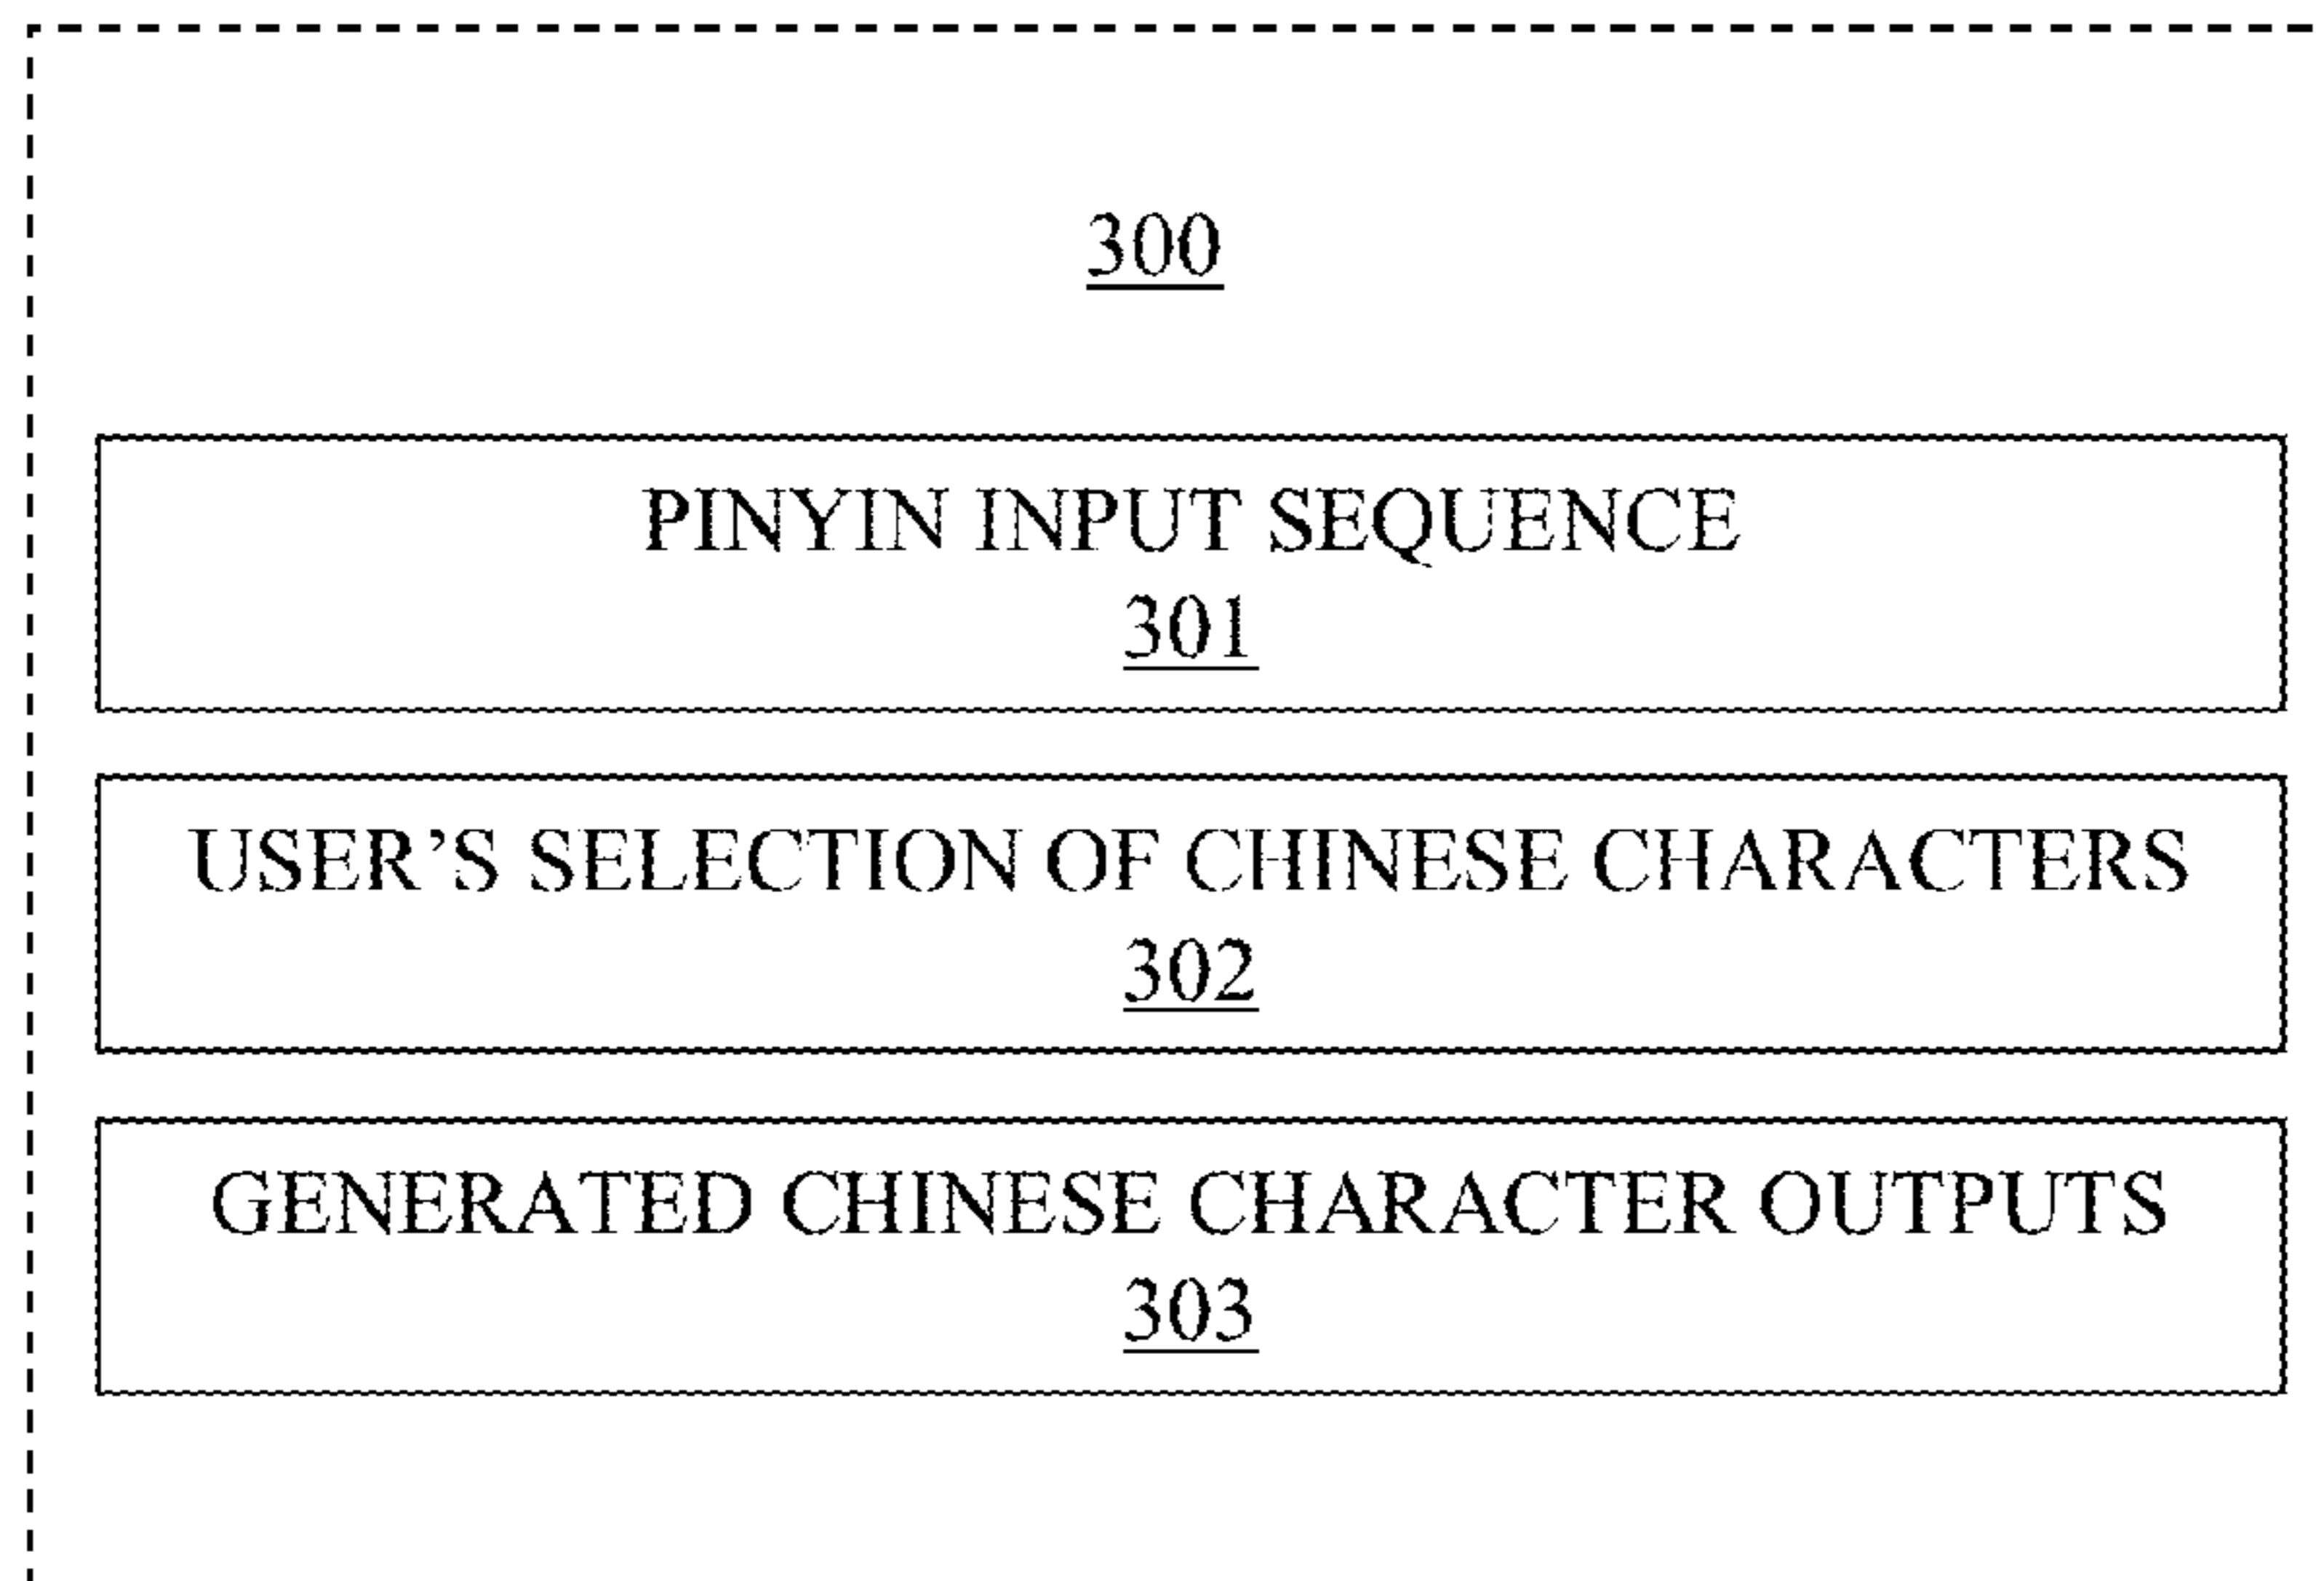 300
PINYIN INPUT SEQUENCE
301
USER’S SELECTION OF CHINESE CHARACTERS
302
GENERATED CHINESE CHARACTER OUTPUTS
303